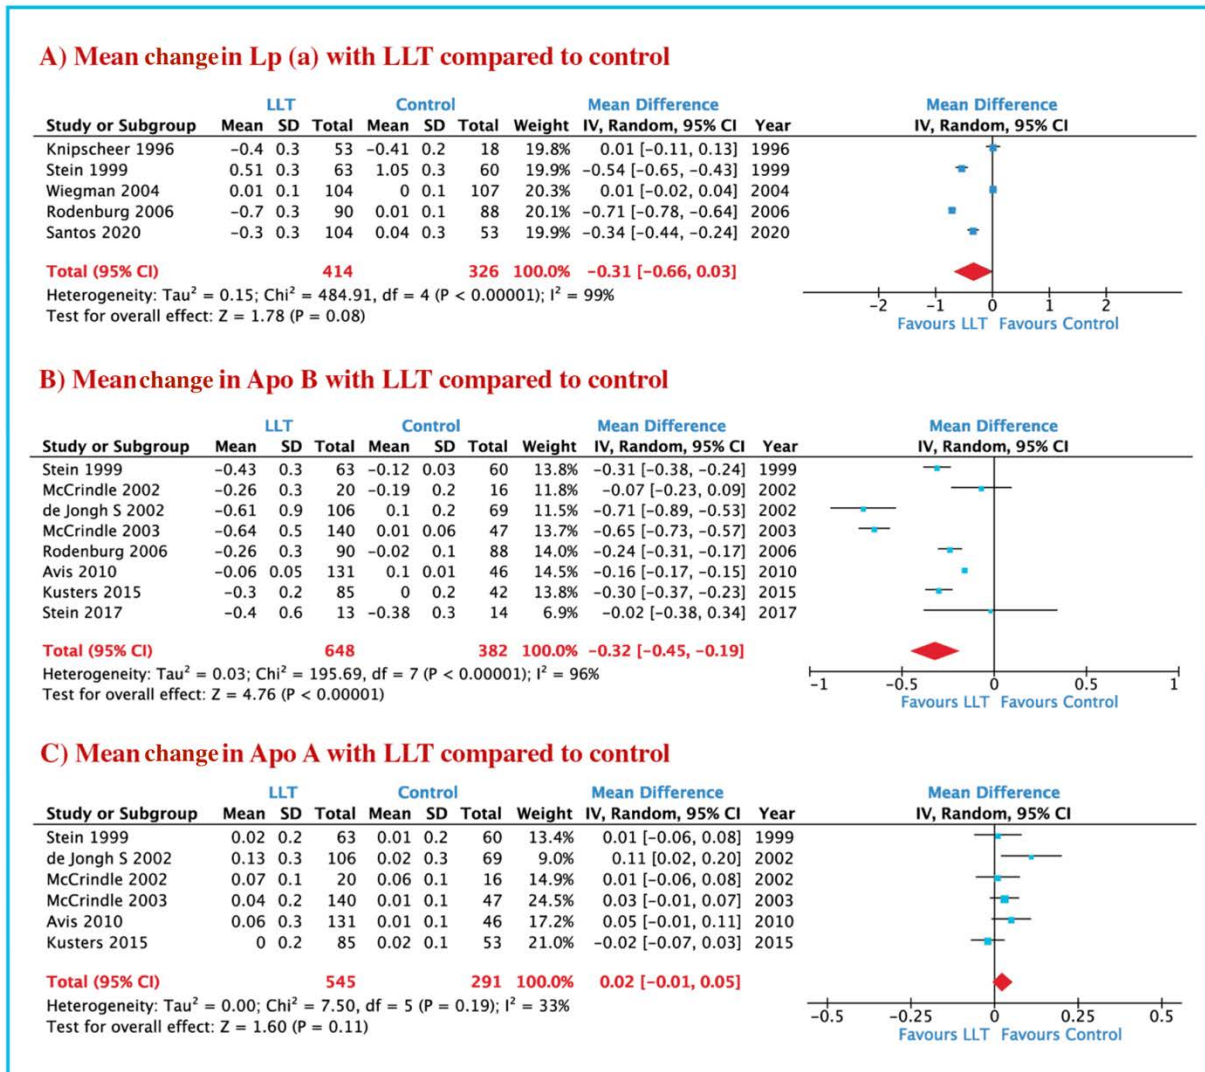 A) Mean change in Lp (a) with LLT compared to control
LLT Control Mean Difference Mean Difference
Study or Subgroup Mean SD Total Mean SD Total Weight IV, Random, 95% CI Year IV, Random, 95% CI
Knipscheer 1996 −0.4 0.3 53 −0.41 0.2 18 19.8% 0.01 [−0.11, 0.13] 1996
Stein 1999 0.51 0.3 63 1.05 0.3 60 19.9% −0.54 [−0.65, −0.43] 1999
Wiegman 2004 0.01 0.1 104 0 0.1 107 20.3% 0.01 [−0.02, 0.04] 2004
Rodenburg 2006 −0.7 0.3 90 0.01 0.1 88 20.1% −0.71 [−0.78, −0.64] 2006
Santos 2020 −0.3 0.3 104 0.04 0.3 53 19.9% −0.34 [−0.44, −0.24] 2020
Total (95% CI) 414 326 100.0% −0.31 [−0.66, 0.03]
Heterogeneity: Tau² = 0.15; Chi² = 484.91, df = 4 (P < 0.00001); I² = 99%
Test for overall effect: Z = 1.78 (P = 0.08)
−2 −1 0 1 2
Favours LLT Favours Control
B) Mean change in Apo B with LLT compared to control
LLT Control Mean Difference Mean Difference
Study or Subgroup Mean SD Total Mean SD Total Weight IV, Random, 95% CI Year IV, Random, 95% CI
Stein 1999 −0.43 0.3 63 −0.12 0.03 60 13.8% −0.31 [−0.38, −0.24] 1999
McCrindle 2002 −0.26 0.3 20 −0.19 0.2 16 11.8% −0.07 [−0.23, 0.09] 2002
de Jongh S 2002 −0.61 0.9 106 0.1 0.2 69 11.5% −0.71 [−0.89, −0.53] 2002
McCrindle 2003 −0.64 0.5 140 0.01 0.06 47 13.7% −0.65 [−0.73, −0.57] 2003
Rodenburg 2006 −0.26 0.3 90 −0.02 0.1 88 14.0% −0.24 [−0.31, −0.17] 2006
Avis 2010 −0.06 0.05 131 0.1 0.01 46 14.5% −0.16 [−0.17, −0.15] 2010
Kusters 2015 −0.3 0.2 85 0 0.2 42 13.8% −0.30 [−0.37, −0.23] 2015
Stein 2017 −0.4 0.6 13 −0.38 0.3 14 6.9% −0.02 [−0.38, 0.34] 2017
Total (95% CI) 648 382 100.0% −0.32 [−0.45, −0.19]
Heterogeneity: Tau² = 0.03; Chi² = 195.69, df = 7 (P < 0.00001); I² = 96%
Test for overall effect: Z = 4.76 (P < 0.00001)
−1 −0.5 0 0.5 1
Favours LLT Favours Control
C) Mean change in Apo A with LLT compared to control
LLT Control Mean Difference Mean Difference
Study or Subgroup Mean SD Total Mean SD Total Weight IV, Random, 95% CI Year IV, Random, 95% CI
Stein 1999 0.02 0.2 63 0.01 0.2 60 13.4% 0.01 [−0.06, 0.08] 1999
de Jongh S 2002 0.13 0.3 106 0.02 0.3 69 9.0% 0.11 [0.02, 0.20] 2002
McCrindle 2002 0.07 0.1 20 0.06 0.1 16 14.9% 0.01 [−0.06, 0.08] 2002
McCrindle 2003 0.04 0.2 140 0.01 0.1 47 24.5% 0.03 [−0.01, 0.07] 2003
Avis 2010 0.06 0.3 131 0.01 0.1 46 17.2% 0.05 [−0.01, 0.11] 2010
Kusters 2015 0 0.2 85 0.02 0.1 53 21.0% −0.02 [−0.07, 0.03] 2015
Total (95% CI) 545 291 100.0% 0.02 [−0.01, 0.05]
Heterogeneity: Tau² = 0.00; Chi² = 7.50, df = 5 (P = 0.19); I² = 33%
Test for overall effect: Z = 1.60 (P = 0.11)
−0.5 −0.25 0 0.25 0.5
Favours LLT Favours Control